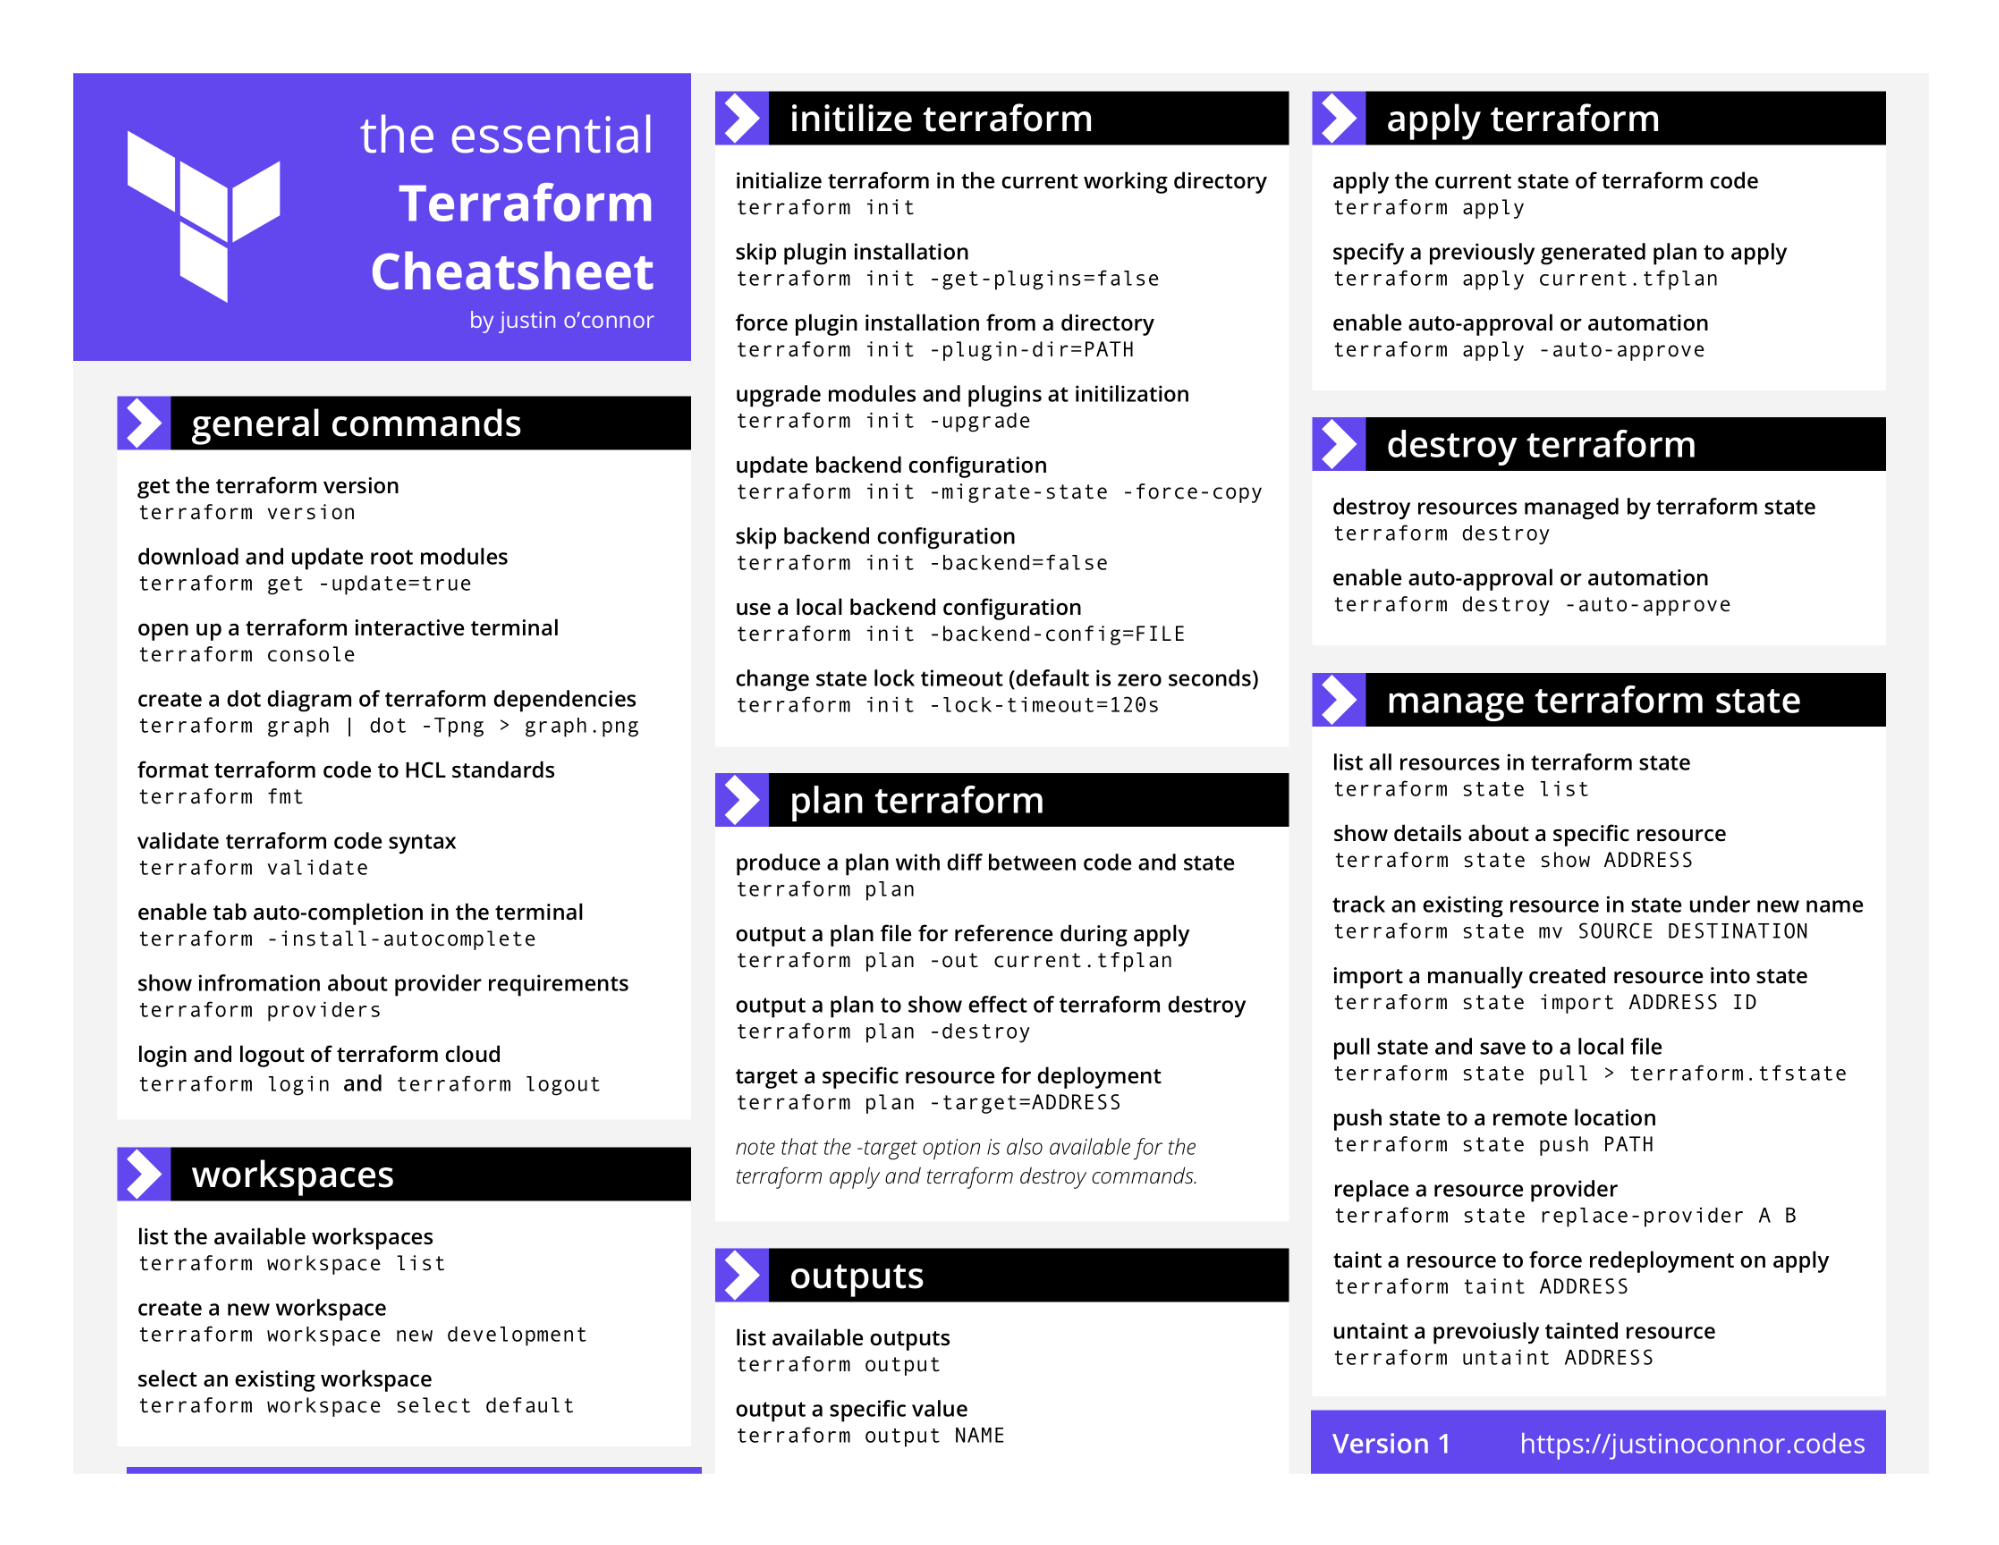 the essential
Terraform
Cheatsheet
by justin o’connor
general commands
get the terraform version
terraform version
download and update root modules
terraform get -update=true
open up a terraform interactive terminal
terraform console
create a dot diagram of terraform dependencies
terraform graph | dot -Tpng > graph.png
format terraform code to HCL standards
terraform fmt
validate terraform code syntax
terraform validate
enable tab auto-completion in the terminal
terraform -install-autocomplete
show infromation about provider requirements
terraform providers
login and logout of terraform cloud
terraform login and terraform logout
workspaces
list the available workspaces
terraform workspace list
create a new workspace
terraform workspace new development
select an existing workspace
terraform workspace select default
initilize terraform
initialize terraform in the current working directory
terraform init
skip plugin installation
terraform init -get-plugins=false
force plugin installation from a directory
terraform init -plugin-dir=PATH
upgrade modules and plugins at initilization
terraform init -upgrade
update backend configuration
terraform init -migrate-state -force-copy
skip backend configuration
terraform init -backend=false
use a local backend configuration
terraform init -backend-config=FILE
change state lock timeout (default is zero seconds)
terraform init -lock-timeout=120s
plan terraform
produce a plan with diff between code and state
terraform plan
output a plan file for reference during apply
terraform plan -out current.tfplan
output a plan to show effect of terraform destroy
terraform plan -destroy
target a specific resource for deployment
terraform plan -target=ADDRESS
note that the -target option is also available for the
terraform apply and terraform destroy commands.
outputs
list available outputs
terraform output
output a specific value
terraform output NAME
apply terraform
apply the current state of terraform code
terraform apply
specify a previously generated plan to apply
terraform apply current.tfplan
enable auto-approval or automation
terraform apply -auto-approve
destroy terraform
destroy resources managed by terraform state
terraform destroy
enable auto-approval or automation
terraform destroy -auto-approve
manage terraform state
list all resources in terraform state
terraform state list
show details about a specific resource
terraform state show ADDRESS
track an existing resource in state under new name
terraform state mv SOURCE DESTINATION
import a manually created resource into state
terraform state import ADDRESS ID
pull state and save to a local file
terraform state pull > terraform.tfstate
push state to a remote location
terraform state push PATH
replace a resource provider
terraform state replace-provider A B
taint a resource to force redeployment on apply
terraform taint ADDRESS
untaint a prevoiusly tainted resource
terraform untaint ADDRESS
Version 1 https://justinoconnor.codes